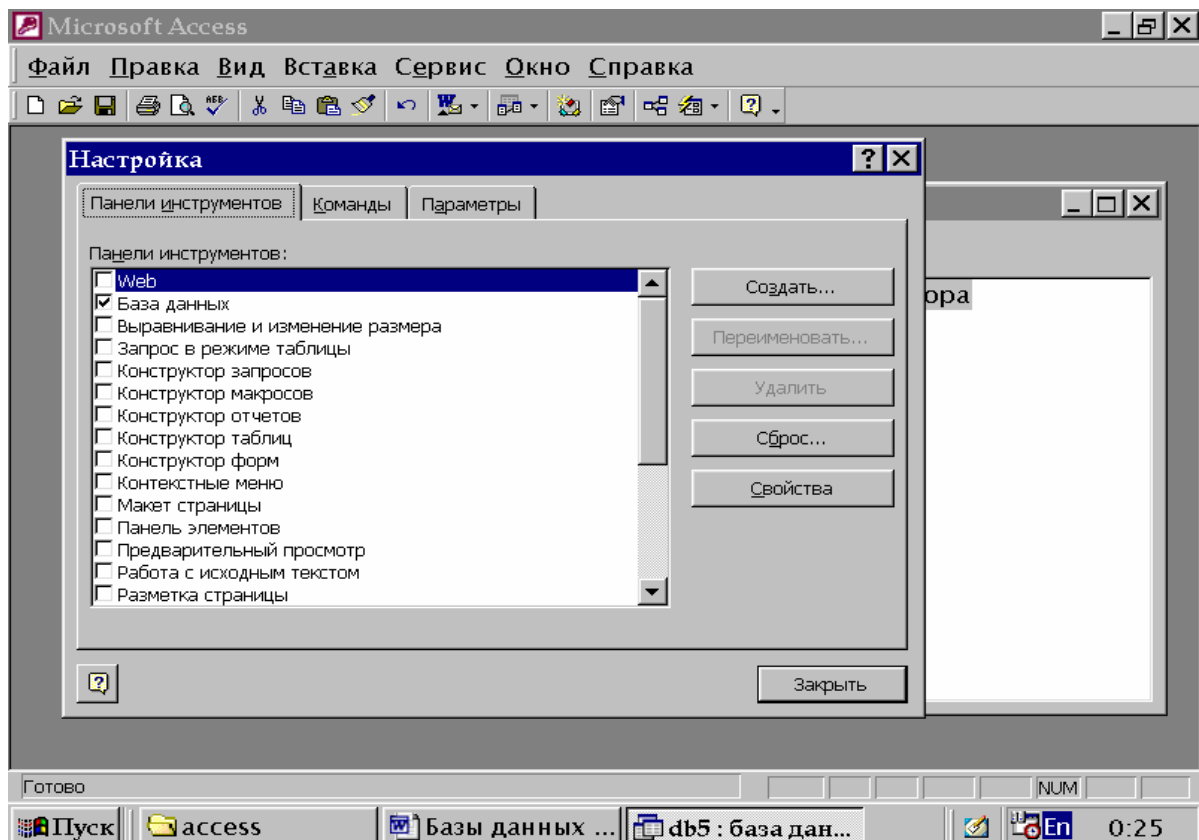 Microsoft Access
Файл Правка Вид Вставка Сервис Окно Справка
Настройка
Панели инструментов Команды Параметры
Панели инструментов:
Web
База данных
Выравнивание и изменение размера
Запрос в режиме таблицы
Конструктор запросов
Конструктор макросов
Конструктор отчетов
Конструктор таблиц
Конструктор форм
Контекстные меню
Макет страницы
Панель элементов
Предварительный просмотр
Работа с исходным текстом
Разметка страницы
Создать...
Переименовать...
Удалить
Сброс...
Свойства
ора
Закрыть
Готово NUM
Пуск access Базы данных ... db5 : база дан... En 0:25